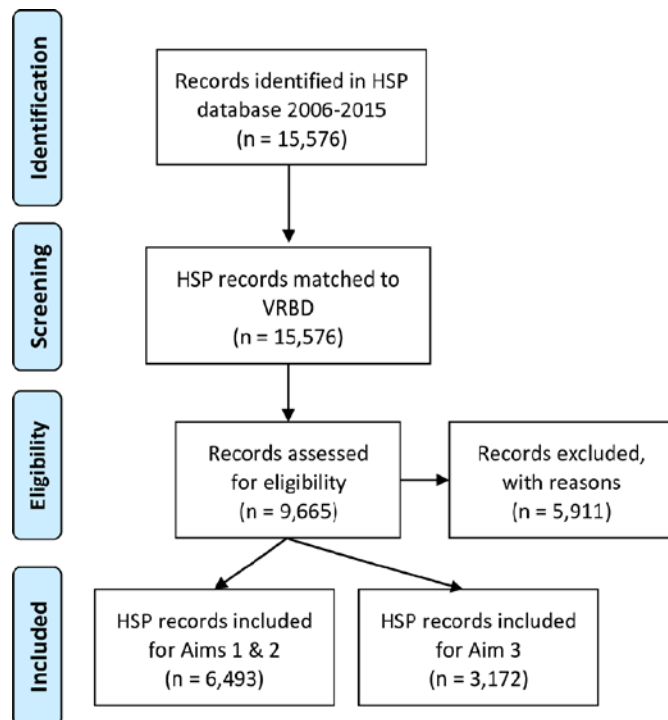 Identification
Records identified in HSP
database 2006-2015
(n = 15,576)
Screening
HSP records matched to
VRBD
(n = 15,576)
Eligibility
Records assessed
for eligibility
(n = 9,665)
Records excluded,
with reasons
(n = 5,911)
Included
HSP records included
for Aims 1 & 2
(n = 6,493)
HSP records included
for Aim 3
(n = 3,172)